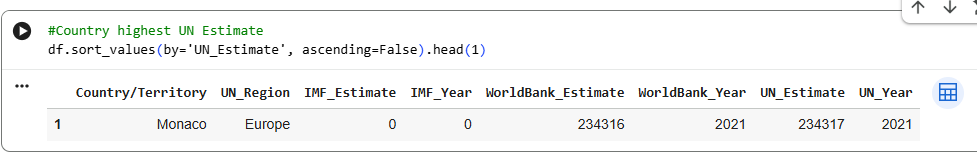 #Country highest UN Estimate
df.sort_values(by='UN_Estimate', ascending=False).head(1)
Country/Territory UN_Region IMF_Estimate IMF_Year WorldBank_Estimate WorldBank_Year UN_Estimate UN_Year
1 Monaco Europe 0 0 234316 2021 234317 2021